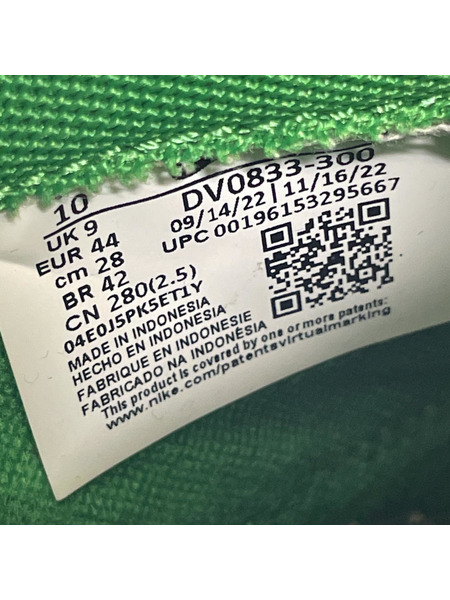 10
UK 9
EUR 44
cm 28
BR 42
CN 280(2.5)
04E0J5PK5ET1Y
MADE IN INDONESIA
HECHO EN INDONESIA
FABRIQUE EN INDONESIE
FABRICADO NA INDONÉSIA
This product is covered by one or more patents:
www.nike.com/patentsvirtualmarking
DV0833-300
09/14/22 | 11/16/22
UPC 00196153295667